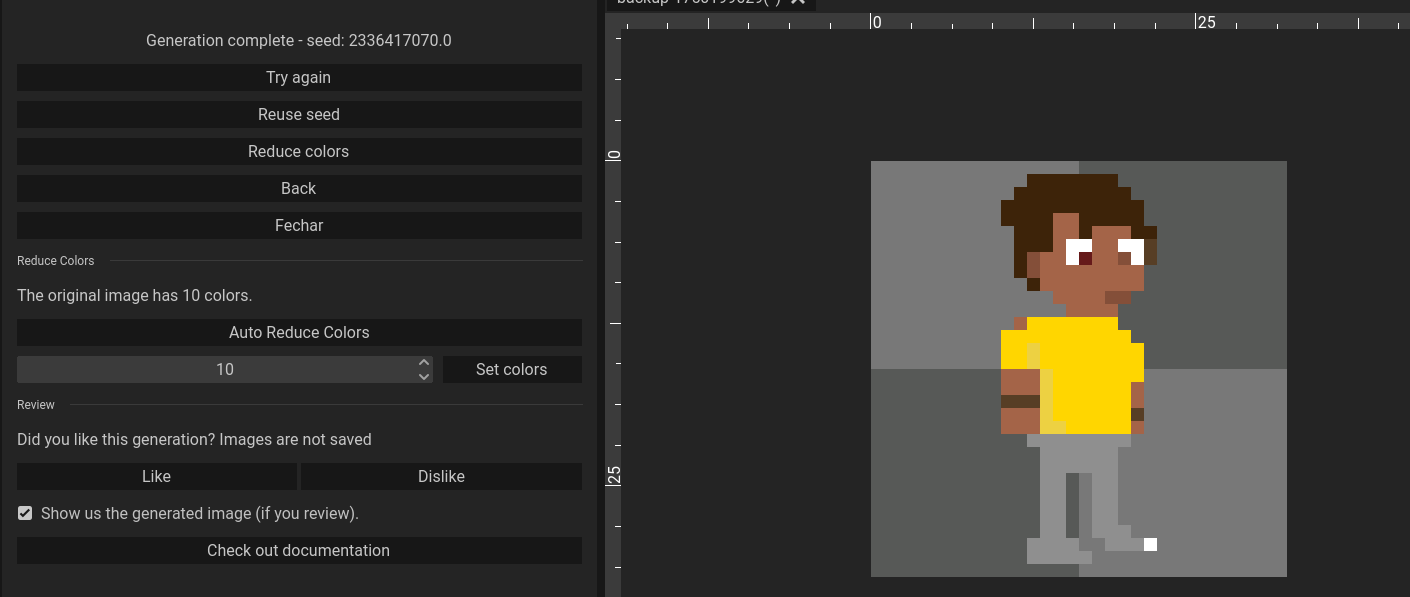 Generation complete - seed: 2336417070.0
Try again
Reuse seed
Reduce colors
Back
Fechar
Reduce Colors
The original image has 10 colors.
Auto Reduce Colors
10 Set colors
Review
Did you like this generation? Images are not saved
Like Dislike
Show us the generated image (if you review).
Check out documentation
0 25
0
25